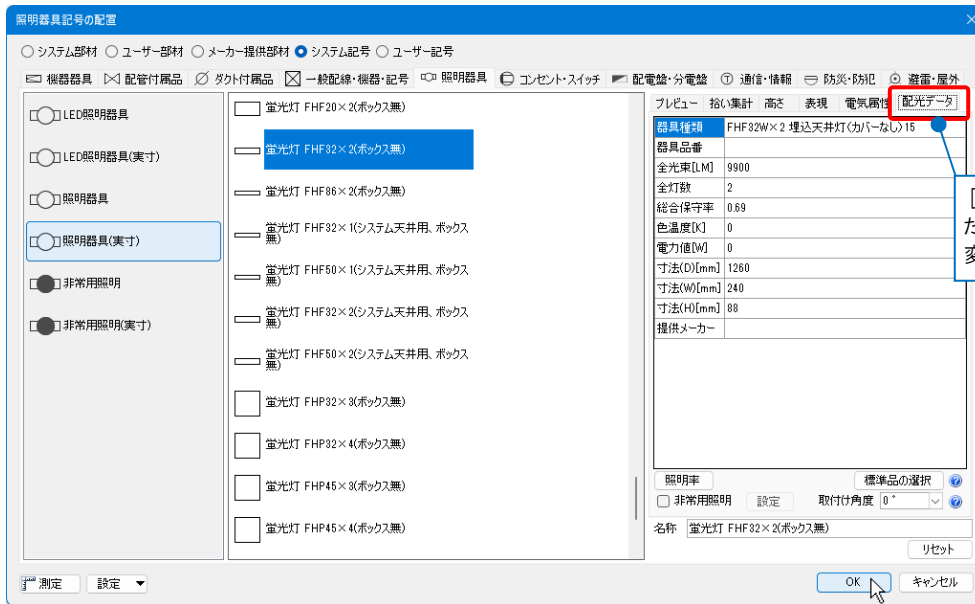 照明器具記号の配置
システム部材 ユーザー部材 メーカー提供部材 システム記号 ユーザー記号
機器器具 配管付属品 ダクト付属品 一般配線・機器・記号 照明器具 コンセント・スイッチ 配電盤・分電盤 通信・情報 防災・防犯 避雷・屋外
LED照明器具
LED照明器具(実寸)
照明器具
照明器具(実寸)
非常用照明
非常用照明(実寸)
蛍光灯 FHF20×2(ボックス無)
蛍光灯 FHF32×2(ボックス無)
蛍光灯 FHF86×2(ボックス無)
蛍光灯 FHF32×1(システム天井用、ボックス
無)
蛍光灯 FHF50×1(システム天井用、ボックス
無)
蛍光灯 FHF32×2(システム天井用、ボックス
無)
蛍光灯 FHF50×2(システム天井用、ボックス
無)
蛍光灯 FHP32×3(ボックス無)
蛍光灯 FHP32×4(ボックス無)
蛍光灯 FHP45×3(ボックス無)
蛍光灯 FHP45×4(ボックス無)
プレビュー 拾い集計 高さ 表現 電気属性 配光データ
器具種類 FHF32W×2 埋込天井灯(カバーなし)15
器具品番
全光束[LM] 9900
全灯数 2
総合保守率 0.69
色温度[K] 0
電力値[W] 0
寸法(D)[mm] 1260
寸法(W)[mm] 240
寸法(H)[mm] 88
提供メーカー
[
た
変
照明率 標準品の選択
非常用照明 設定 取付け角度 0°
名称 蛍光灯 FHF32×2(ボックス無)
リセット
測定 設定 OK キャンセル